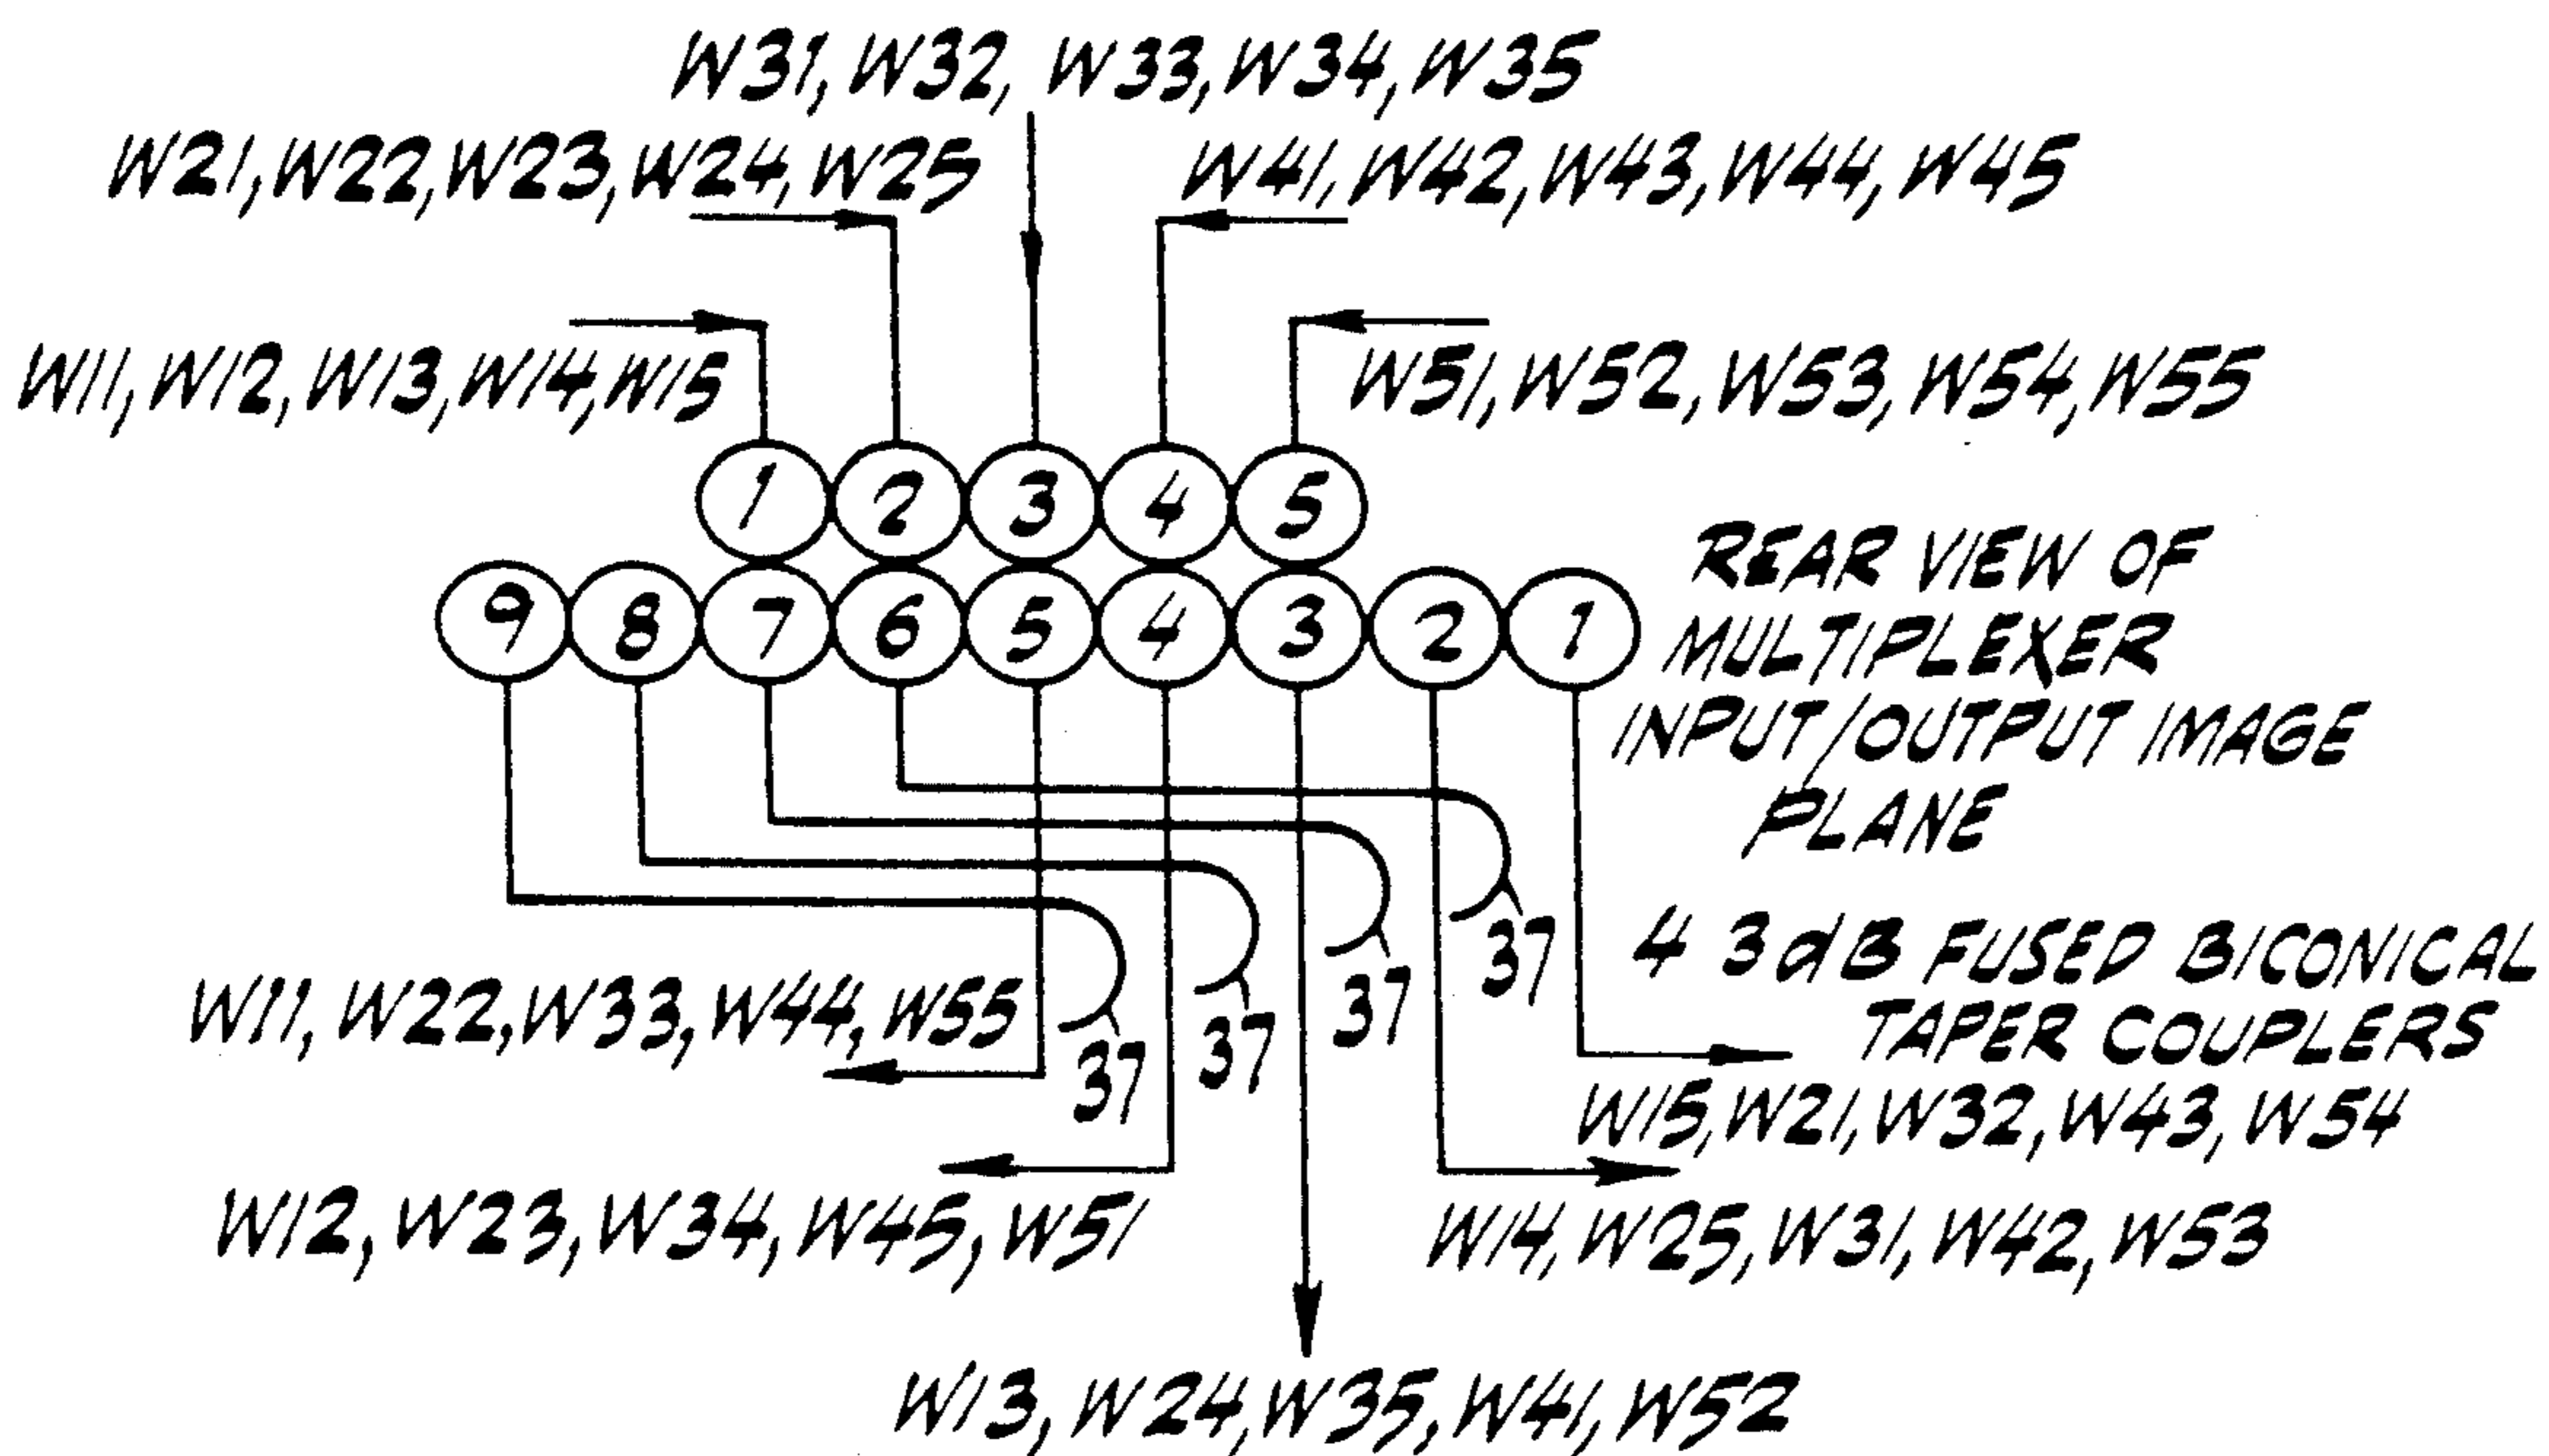 W31, W32, W33, W34, W35
W21, W22, W23, W24, W25
W41, W42, W43, W44, W45
W11, W12, W13, W14, W15
W51, W52, W53, W54, W55
1 2 3 4 5
9 8 7 6 5 4 3 2 1
REAR VIEW OF
MULTIPLEXER
INPUT/OUTPUT IMAGE
PLANE
37
37
37
37
4 3dB FUSED BICONICAL
TAPER COUPLERS
W11, W22, W33, W44, W55
W15, W21, W32, W43, W54
W12, W23, W34, W45, W51
W14, W25, W31, W42, W53
W13, W24, W35, W41, W52